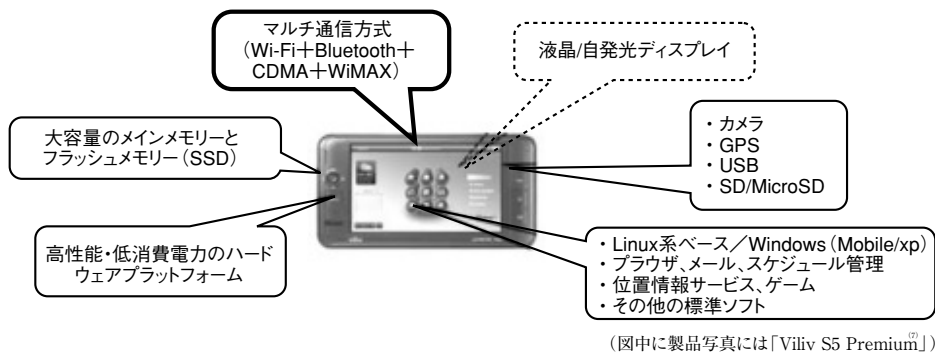 マルチ通信方式
(Wi-Fi+Bluetooth+
CDMA+WiMAX)
液晶/自発光ディスプレイ
大容量のメインメモリーと
フラッシュメモリー(SSD)
・カメラ
・GPS
・USB
・SD/MicroSD
高性能・低消費電力のハード
ウェアプラットフォーム
・Linux系ベース/Windows(Mobile/xp)
・ブラウザ、メール、スケジュール管理
・位置情報サービス、ゲーム
・その他の標準ソフト
(図中に製品写真には「Viliv S5 Premium(7)」)